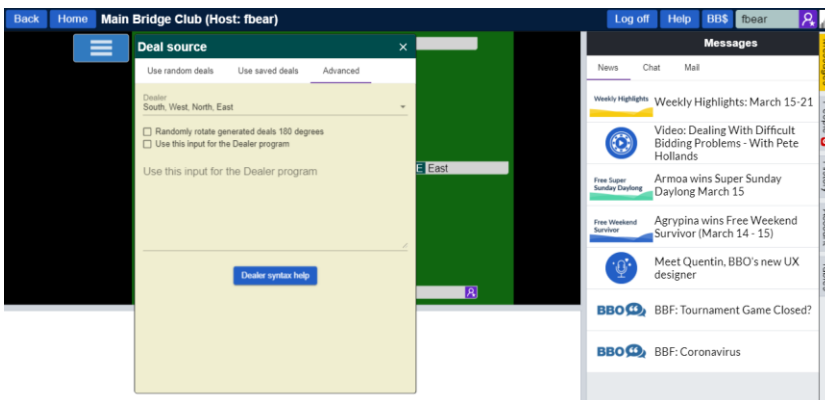 Back Home Main Bridge Club (Host: fbear) Log off Help BB$ fbear
Deal source ×
Use random deals Use saved deals Advanced
Dealer
South, West, North, East
Randomly rotate generated deals 180 degrees
Use this input for the Dealer program
Use this input for the Dealer program
Dealer syntax help
E East
Messages
News Chat Mail
Weekly Highlights Weekly Highlights: March 15-21
Video: Dealing With Difficult
Bidding Problems - With Pete
Hollands
Free Super
Sunday Daylong
Armoa wins Super Sunday
Daylong March 15
Free Weekend
Survivor
Agrypina wins Free Weekend
Survivor (March 14 - 15)
Meet Quentin, BBO's new UX
designer
BBO BBF: Tournament Game Closed?
BBO BBF: Coronavirus